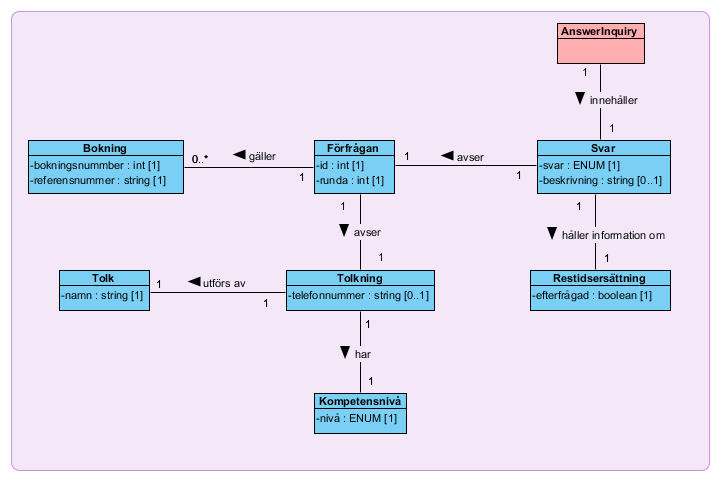 AnswerInquiry
1
innehåller
1
Bokning
-bokningsnummber : int [1]
-referensnummer : string [1]
0..*
gäller
1
Förfrågan
-id : int [1]
-runda : int [1]
1
avser
1
Svar
-svar : ENUM [1]
-beskrivning : string [0..1]
1
avser
1
1
håller information om
1
Tolk
-namn : string [1]
1
utförs av
1
Tolkning
-telefonnummer : string [0..1]
Restidsersättning
-efterfrågad : boolean [1]
1
har
1
Kompetensnivå
-nivå : ENUM [1]